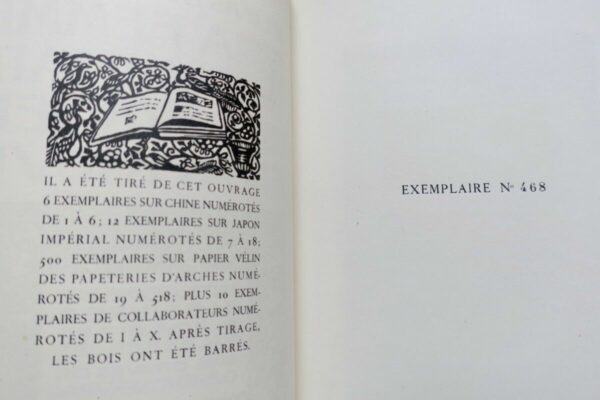 IL A ÉTÉ TIRÉ DE CET OUVRAGE
6 EXEMPLAIRES SUR CHINE NUMÉROTÉS
DE 1 À 6; 12 EXEMPLAIRES SUR JAPON
IMPÉRIAL NUMÉROTÉS DE 7 À 18;
500 EXEMPLAIRES SUR PAPIER VÉLIN
DES PAPETERIES D'ARCHES NUMÉ-
ROTÉS DE 19 À 518; PLUS 10 EXEM-
PLAIRES DE COLLABORATEURS NUMÉ-
ROTÉS DE I À X. APRÈS TIRAGE,
LES BOIS ONT ÉTÉ BARRÉS.
EXEMPLAIRE No 468